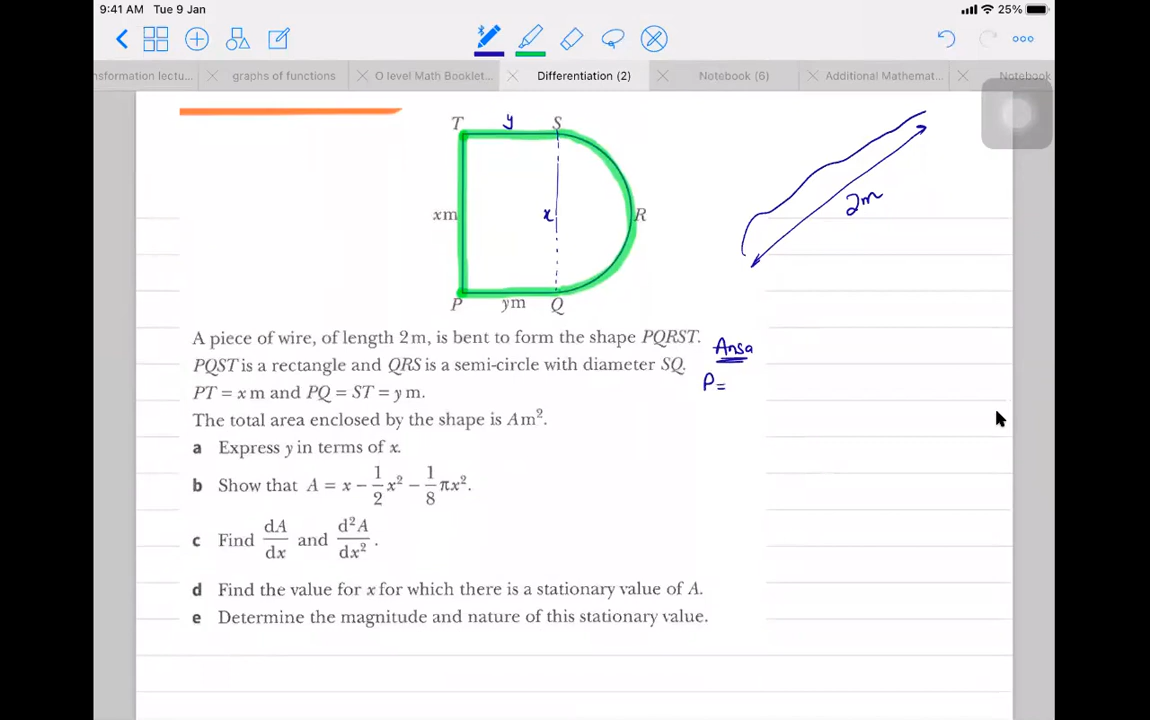 9:41 AM Tue 9 Jan
25%
nsformation lectu...
graphs of functions
O level Math Booklet...
Differentiation (2)
Notebook (6)
Additional Mathemat...
Notebook
T y S
x m x R
P y m Q
2m
A piece of wire, of length 2 m, is bent to form the shape PQRST.
PQST is a rectangle and QRS is a semi-circle with diameter SQ.
PT = x m and PQ = ST = y m.
The total area enclosed by the shape is A m².
a Express y in terms of x.
b Show that A = x − 1/2 x² − 1/8 πx².
c Find dA/dx and d²A/dx².
d Find the value for x for which there is a stationary value of A.
e Determine the magnitude and nature of this stationary value.
Ansa
P=